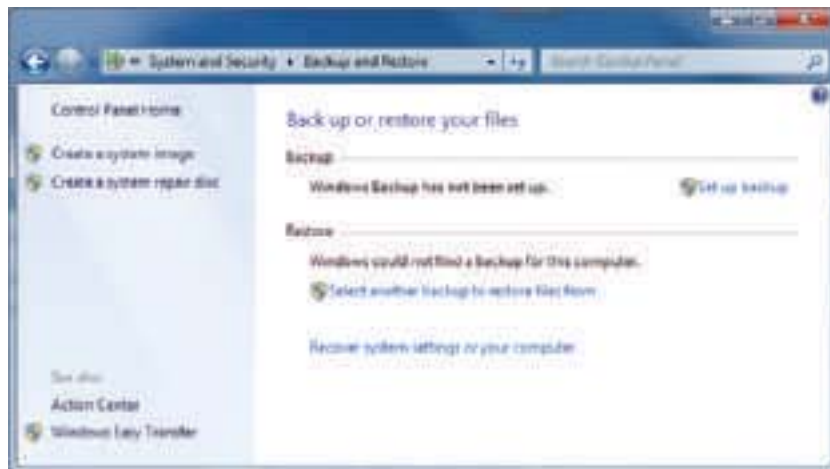 System and Security
Backup and Restore
Search Control Panel
Control Panel Home
Create a system image
Create a system repair disc
Back up or restore your files
Backup
Windows Backup has not been set up.
Set up backup
Restore
Windows could not find a backup for this computer.
Select another backup to restore files from
Recover system settings or your computer
See also
Action Center
Windows Easy Transfer